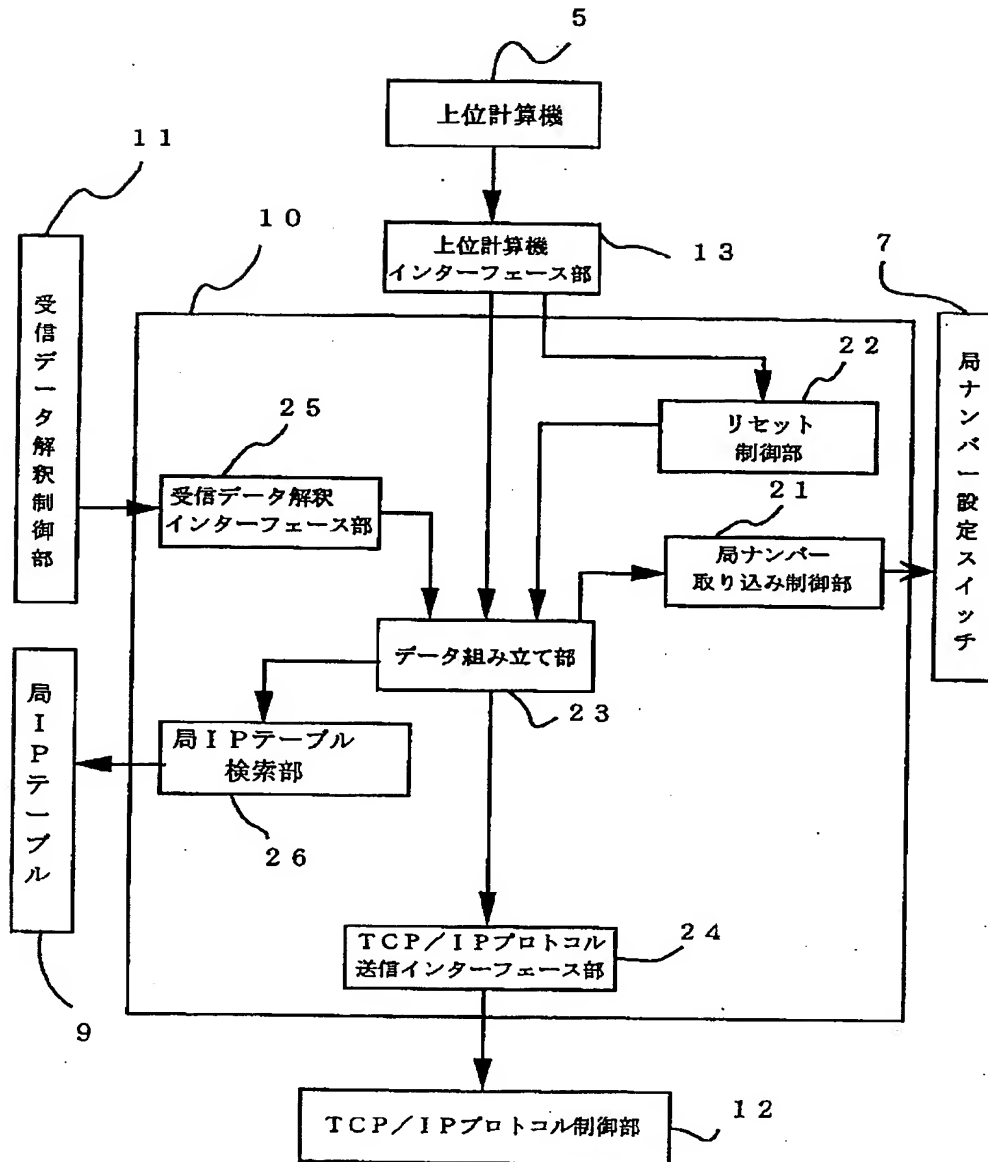 5
上位計算機
11
10
上位計算機
インターフェース部
13
7
受信データ解釈制御部
局ナンバー設定スイッチ
22
リセット
制御部
25
受信データ解釈
インターフェース部
21
局ナンバー
取り込み制御部
データ組み立て部
23
局IPテーブル
局IPテーブル
検索部
26
TCP/IPプロトコル
送信インターフェース部
24
9
TCP/IPプロトコル制御部
12